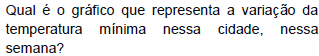 Qual é o gráfico que representa a variação da
temperatura mínima nessa cidade, nessa
semana?